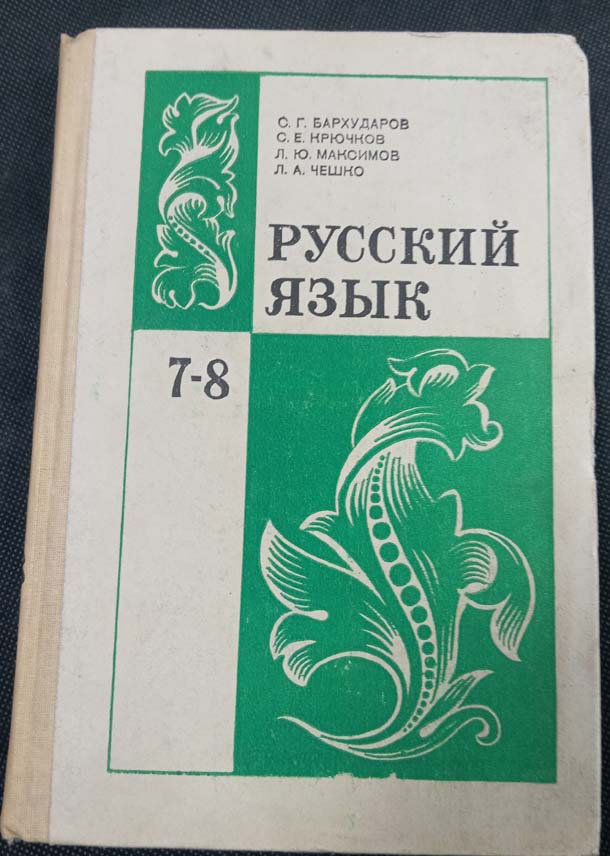 С. Г. БАРХУДАРОВ
С. Е. КРЮЧКОВ
Л. Ю. МАКСИМОВ
Л. А. ЧЕШКО
РУССКИЙ
ЯЗЫК
7-8